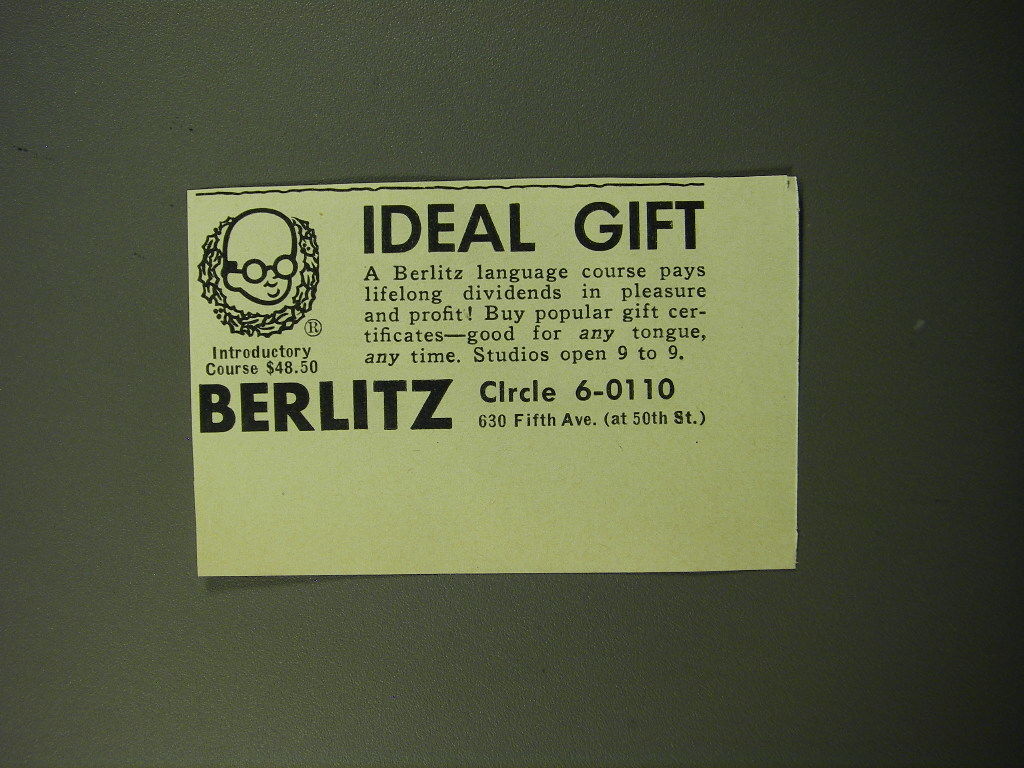 IDEAL GIFT
A Berlitz language course pays
lifelong dividends in pleasure
and profit! Buy popular gift cer-
tificates—good for any tongue,
any time. Studios open 9 to 9.
®
Introductory
Course $48.50
BERLITZ
CIrcle 6-0110
630 Fifth Ave. (at 50th St.)